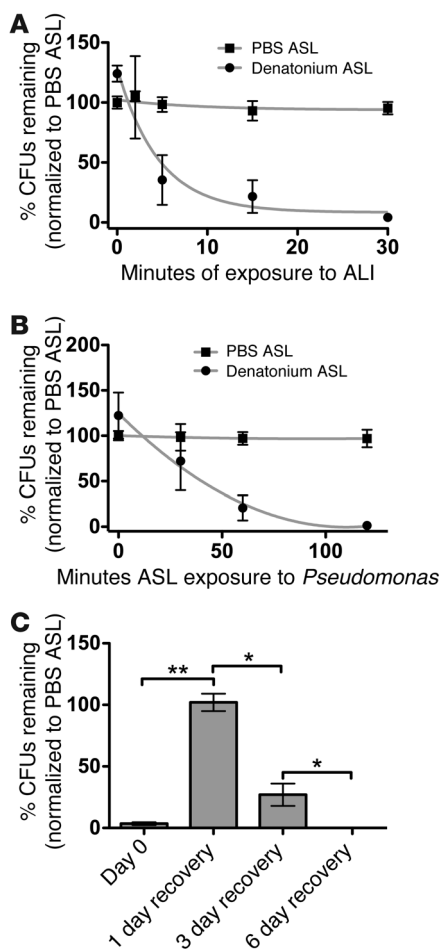 A
% CFUs remaining
(normalized to PBS ASL)
150
100
50
0
PBS ASL
Denatonium ASL
0
10
20
30
Minutes of exposure to ALI
B
% CFUs remaining
(normalized to PBS ASL)
200
150
100
50
0
PBS ASL
Denatonium ASL
0
50
100
Minutes ASL exposure to Pseudomonas
C
% CFUs remaining
(normalized to PBS ASL)
150
100
50
0
**
*
*
Day 0
1 day recovery
3 day recovery
6 day recovery